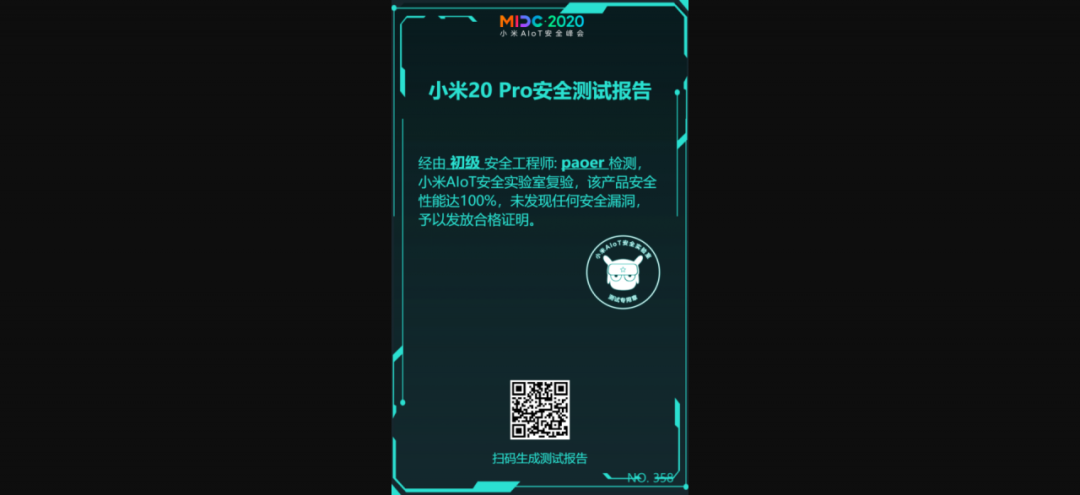 MIDC·2020
小米AIoT安全峰会
小米20 Pro安全测试报告
经由 初级 安全工程师: paoer 检测，
小米AIoT安全实验室复验，该产品安全
性能达100%，未发现任何安全漏洞，
予以发放合格证明。
小米AIoT安全实验室
测试专用章
扫码生成测试报告
NO. 358